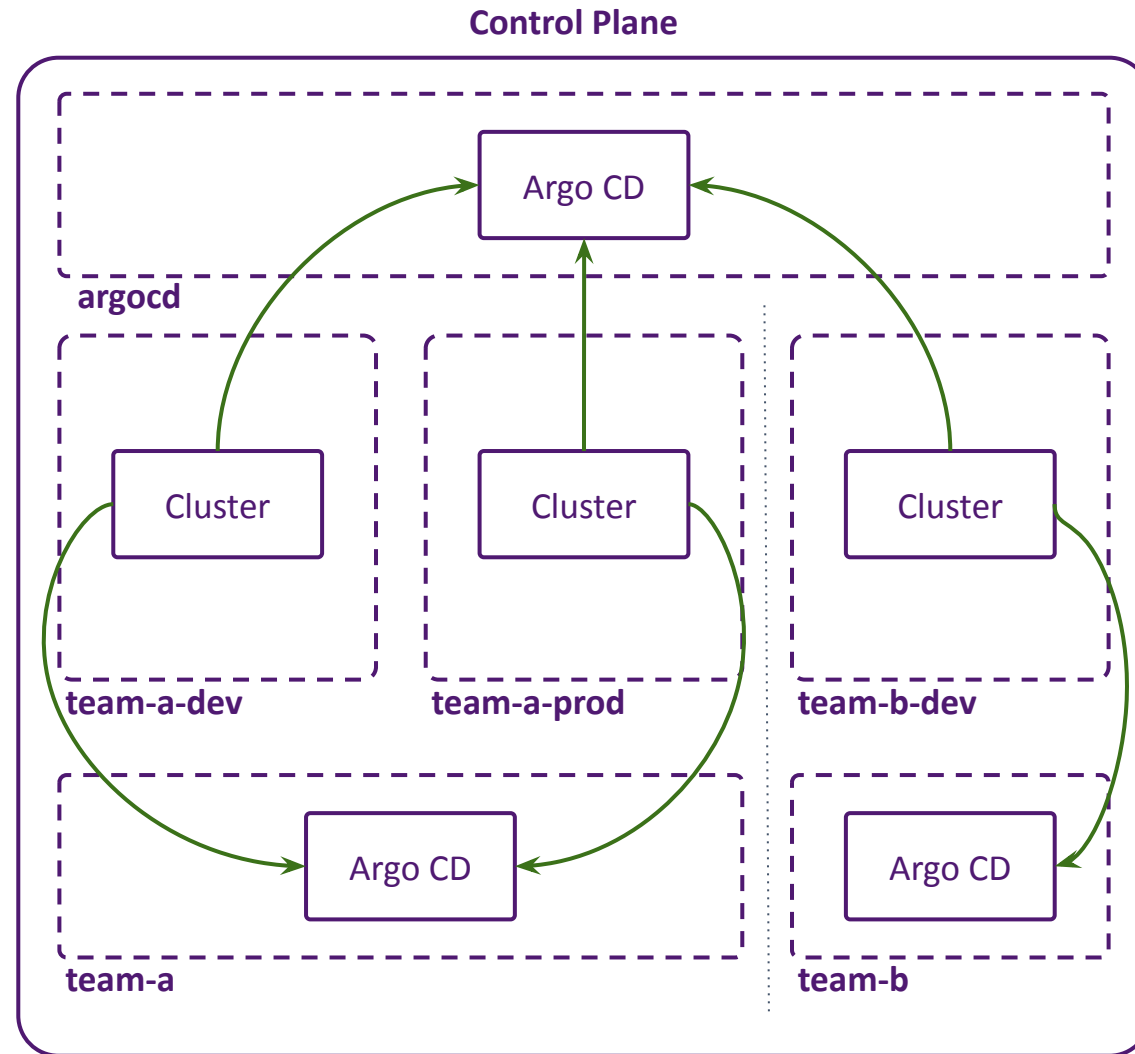 Control Plane
Argo CD
argocd
Cluster
Cluster
Cluster
team-a-dev
team-a-prod
team-b-dev
Argo CD
Argo CD
team-a
team-b